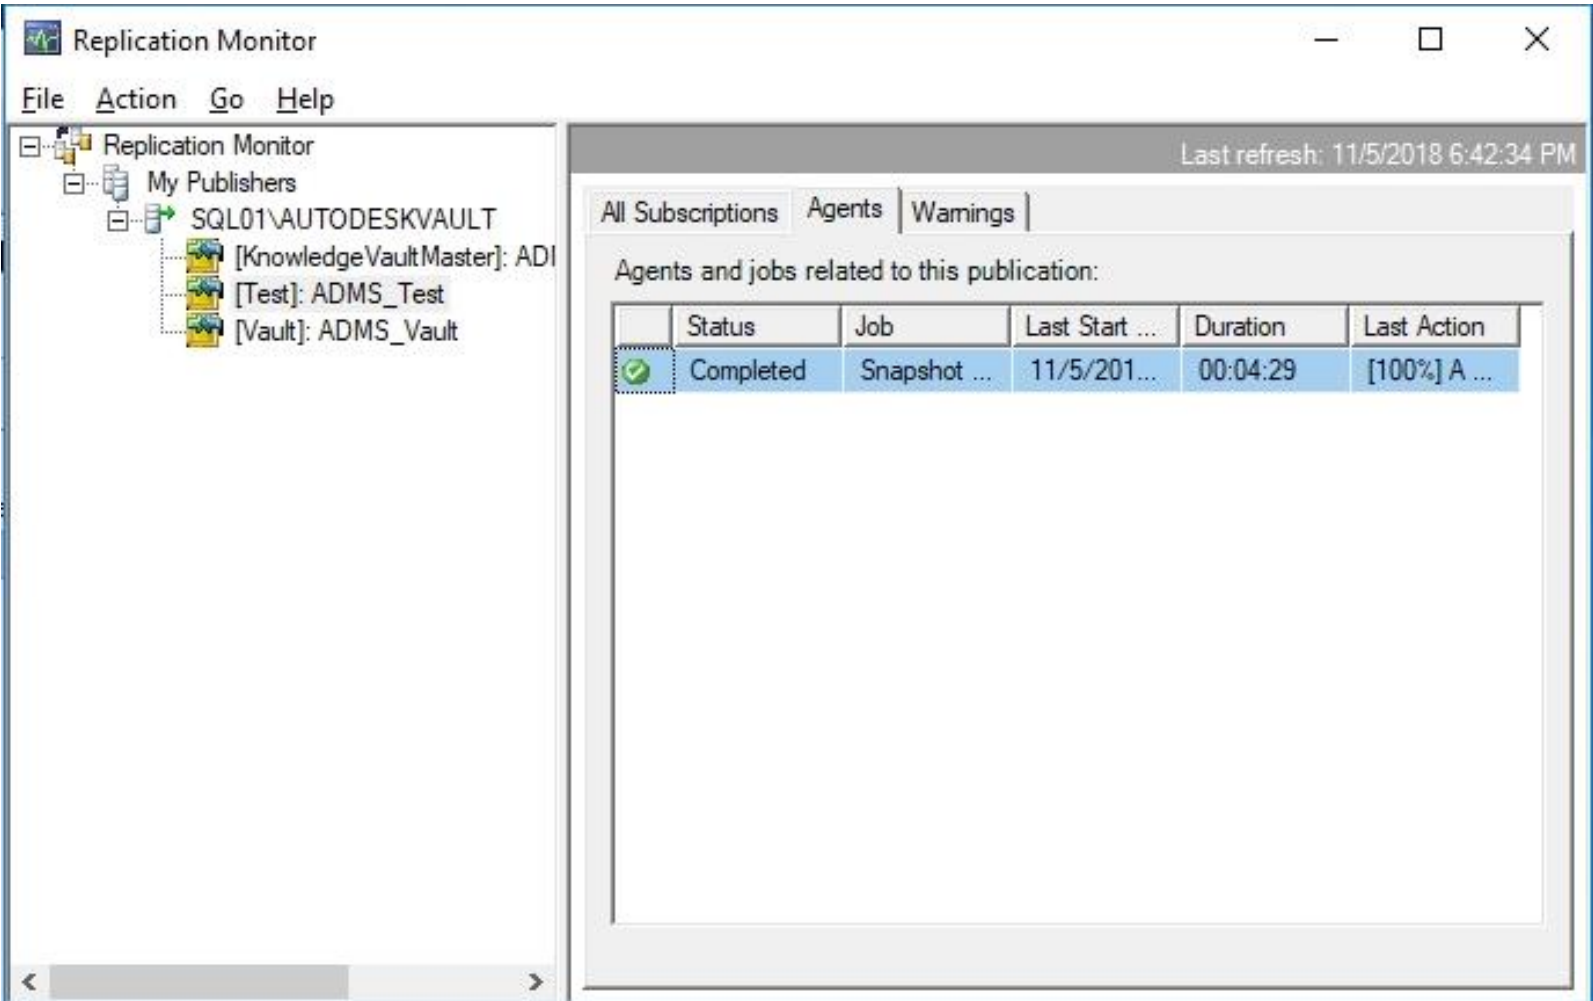 Replication Monitor
File Action Go Help
Replication Monitor
My Publishers
SQL01\AUTODESKVAULT
[KnowledgeVaultMaster]: AD
[Test]: ADMS_Test
[Vault]: ADMS_Vault
Last refresh: 11/5/2018 6:42:34 PM
All Subscriptions Agents Warnings
Agents and jobs related to this publication:
Status Job Last Start ... Duration Last Action
Completed Snapshot ... 11/5/201... 00:04:29 [100%] A ...